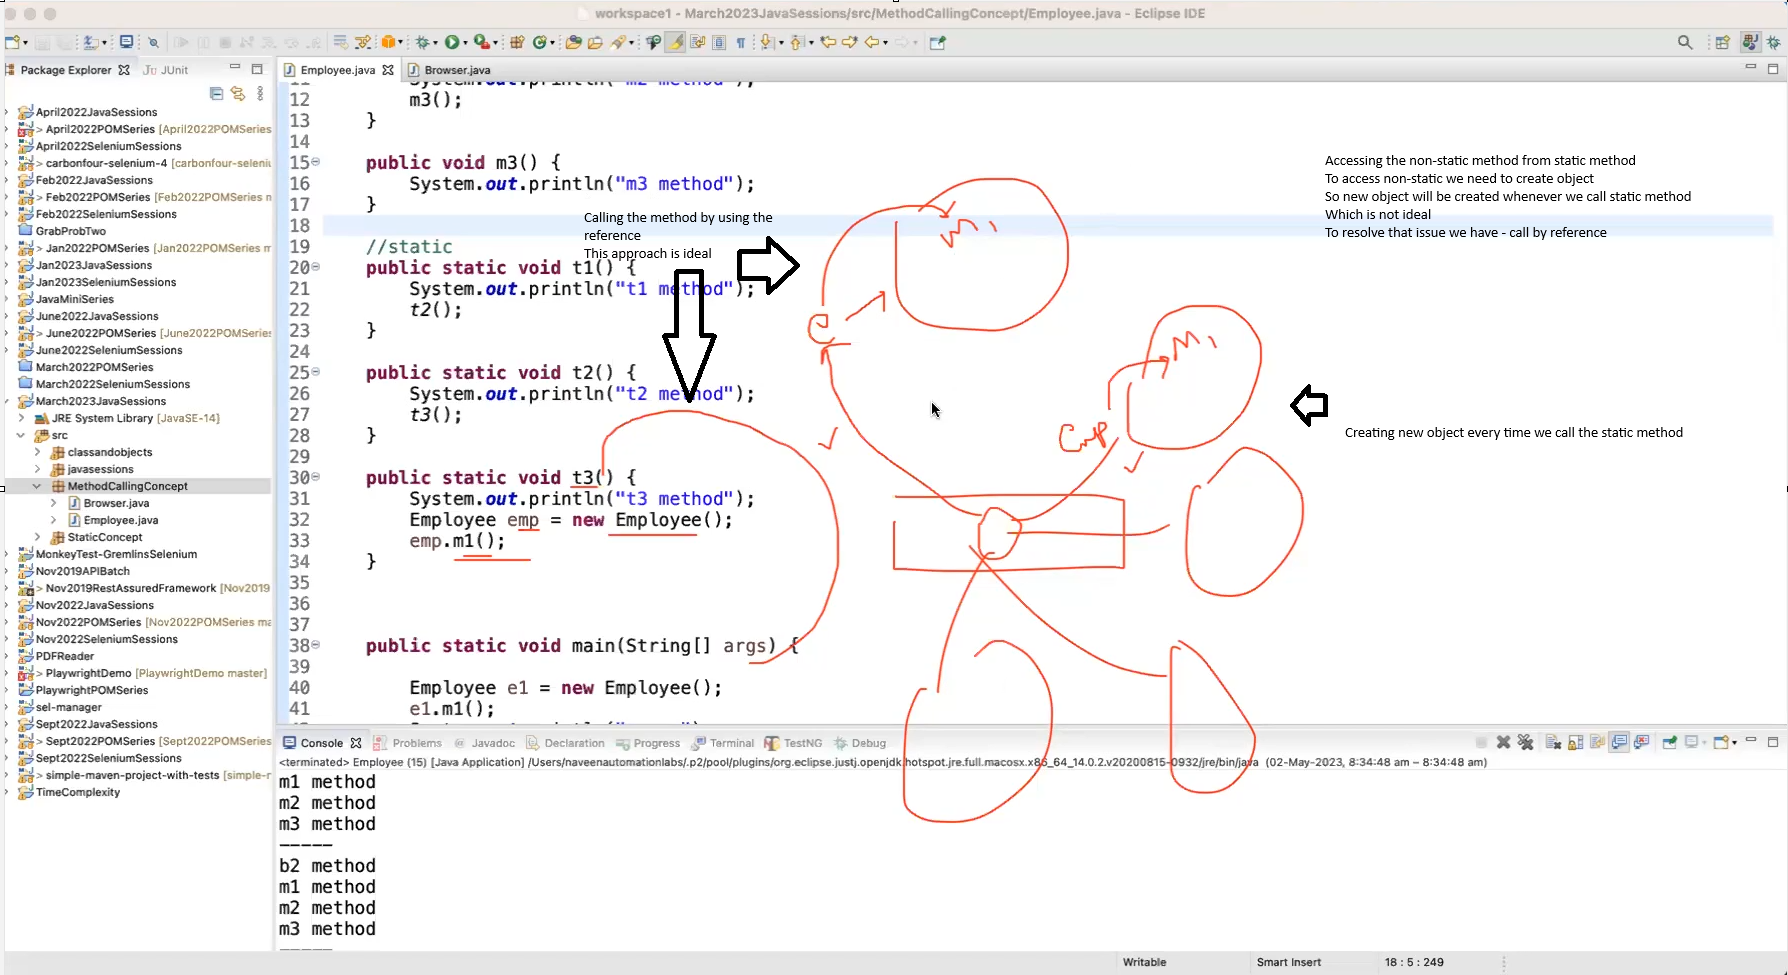 workspace1 - March2023JavaSessions/src/MethodCallingConcept/Employee.java - Eclipse IDE
Package Explorer
JUnit
April2022JavaSessions
> April2022POMSeries [April2022POMSeries
April2022SeleniumSessions
> carbonfour-selenium-4 [carbonfour-seleniu
Feb2022JavaSessions
> Feb2022POMSeries [Feb2022POMSeries n
Feb2022SeleniumSessions
GrabProbTwo
> Jan2022POMSeries [Jan2022POMSeries m
Jan2023JavaSessions
Jan2023SeleniumSessions
JavaMiniSeries
June2022JavaSessions
> June2022POMSeries [June2022POMSeries
June2022SeleniumSessions
March2022POMSeries
March2022SeleniumSessions
March2023JavaSessions
JRE System Library [JavaSE-14]
src
classandobjects
javasessions
MethodCallingConcept
Browser.java
Employee.java
StaticConcept
MonkeyTest-GremlinsSelenium
Nov2019APIBatch
> Nov2019RestAssuredFramework [Nov2019
Nov2022JavaSessions
Nov2022POMSeries [Nov2022POMSeries ma
Nov2022SeleniumSessions
PDFReader
> PlaywrightDemo [PlaywrightDemo master]
PlaywrightPOMSeries
sel-manager
Sept2022JavaSessions
> Sept2022POMSeries [Sept2022POMSeries
Sept2022SeleniumSessions
> simple-maven-project-with-tests [simple-r
TimeComplexity
Employee.java
Browser.java
11 System.out.println("m2 method");
12 m3();
13 }
14
15 public void m3() {
16 System.out.println("m3 method");
17 }
18
19 //static
20 public static void t1() {
21 System.out.println("t1 method");
22 t2();
23 }
24
25 public static void t2() {
26 System.out.println("t2 method");
27 t3();
28 }
29
30 public static void t3() {
31 System.out.println("t3 method");
32 Employee emp = new Employee();
33 emp.m1();
34 }
35
36
37
38 public static void main(String[] args) {
39
40 Employee e1 = new Employee();
41 e1.m1();
Calling the method by using the
reference
This approach is ideal
Accessing the non-static method from static method
To access non-static we need to create object
So new object will be created whenever we call static method
Which is not ideal
To resolve that issue we have - call by reference
M1
e
M1
Emp
Creating new object every time we call the static method
Console
Problems
Javadoc
Declaration
Progress
Terminal
TestNG
Debug
<terminated> Employee (15) [Java Application] /Users/naveenautomationlabs/.p2/pool/plugins/org.eclipse.justj.openjdk.hotspot.jre.full.macosx.x86_64_14.0.2.v20200815-0932/jre/bin/java (02-May-2023, 8:34:48 am – 8:34:48 am)
m1 method
m2 method
m3 method
-----
b2 method
m1 method
m2 method
m3 method
-----
Writable
Smart Insert
18 : 5 : 249